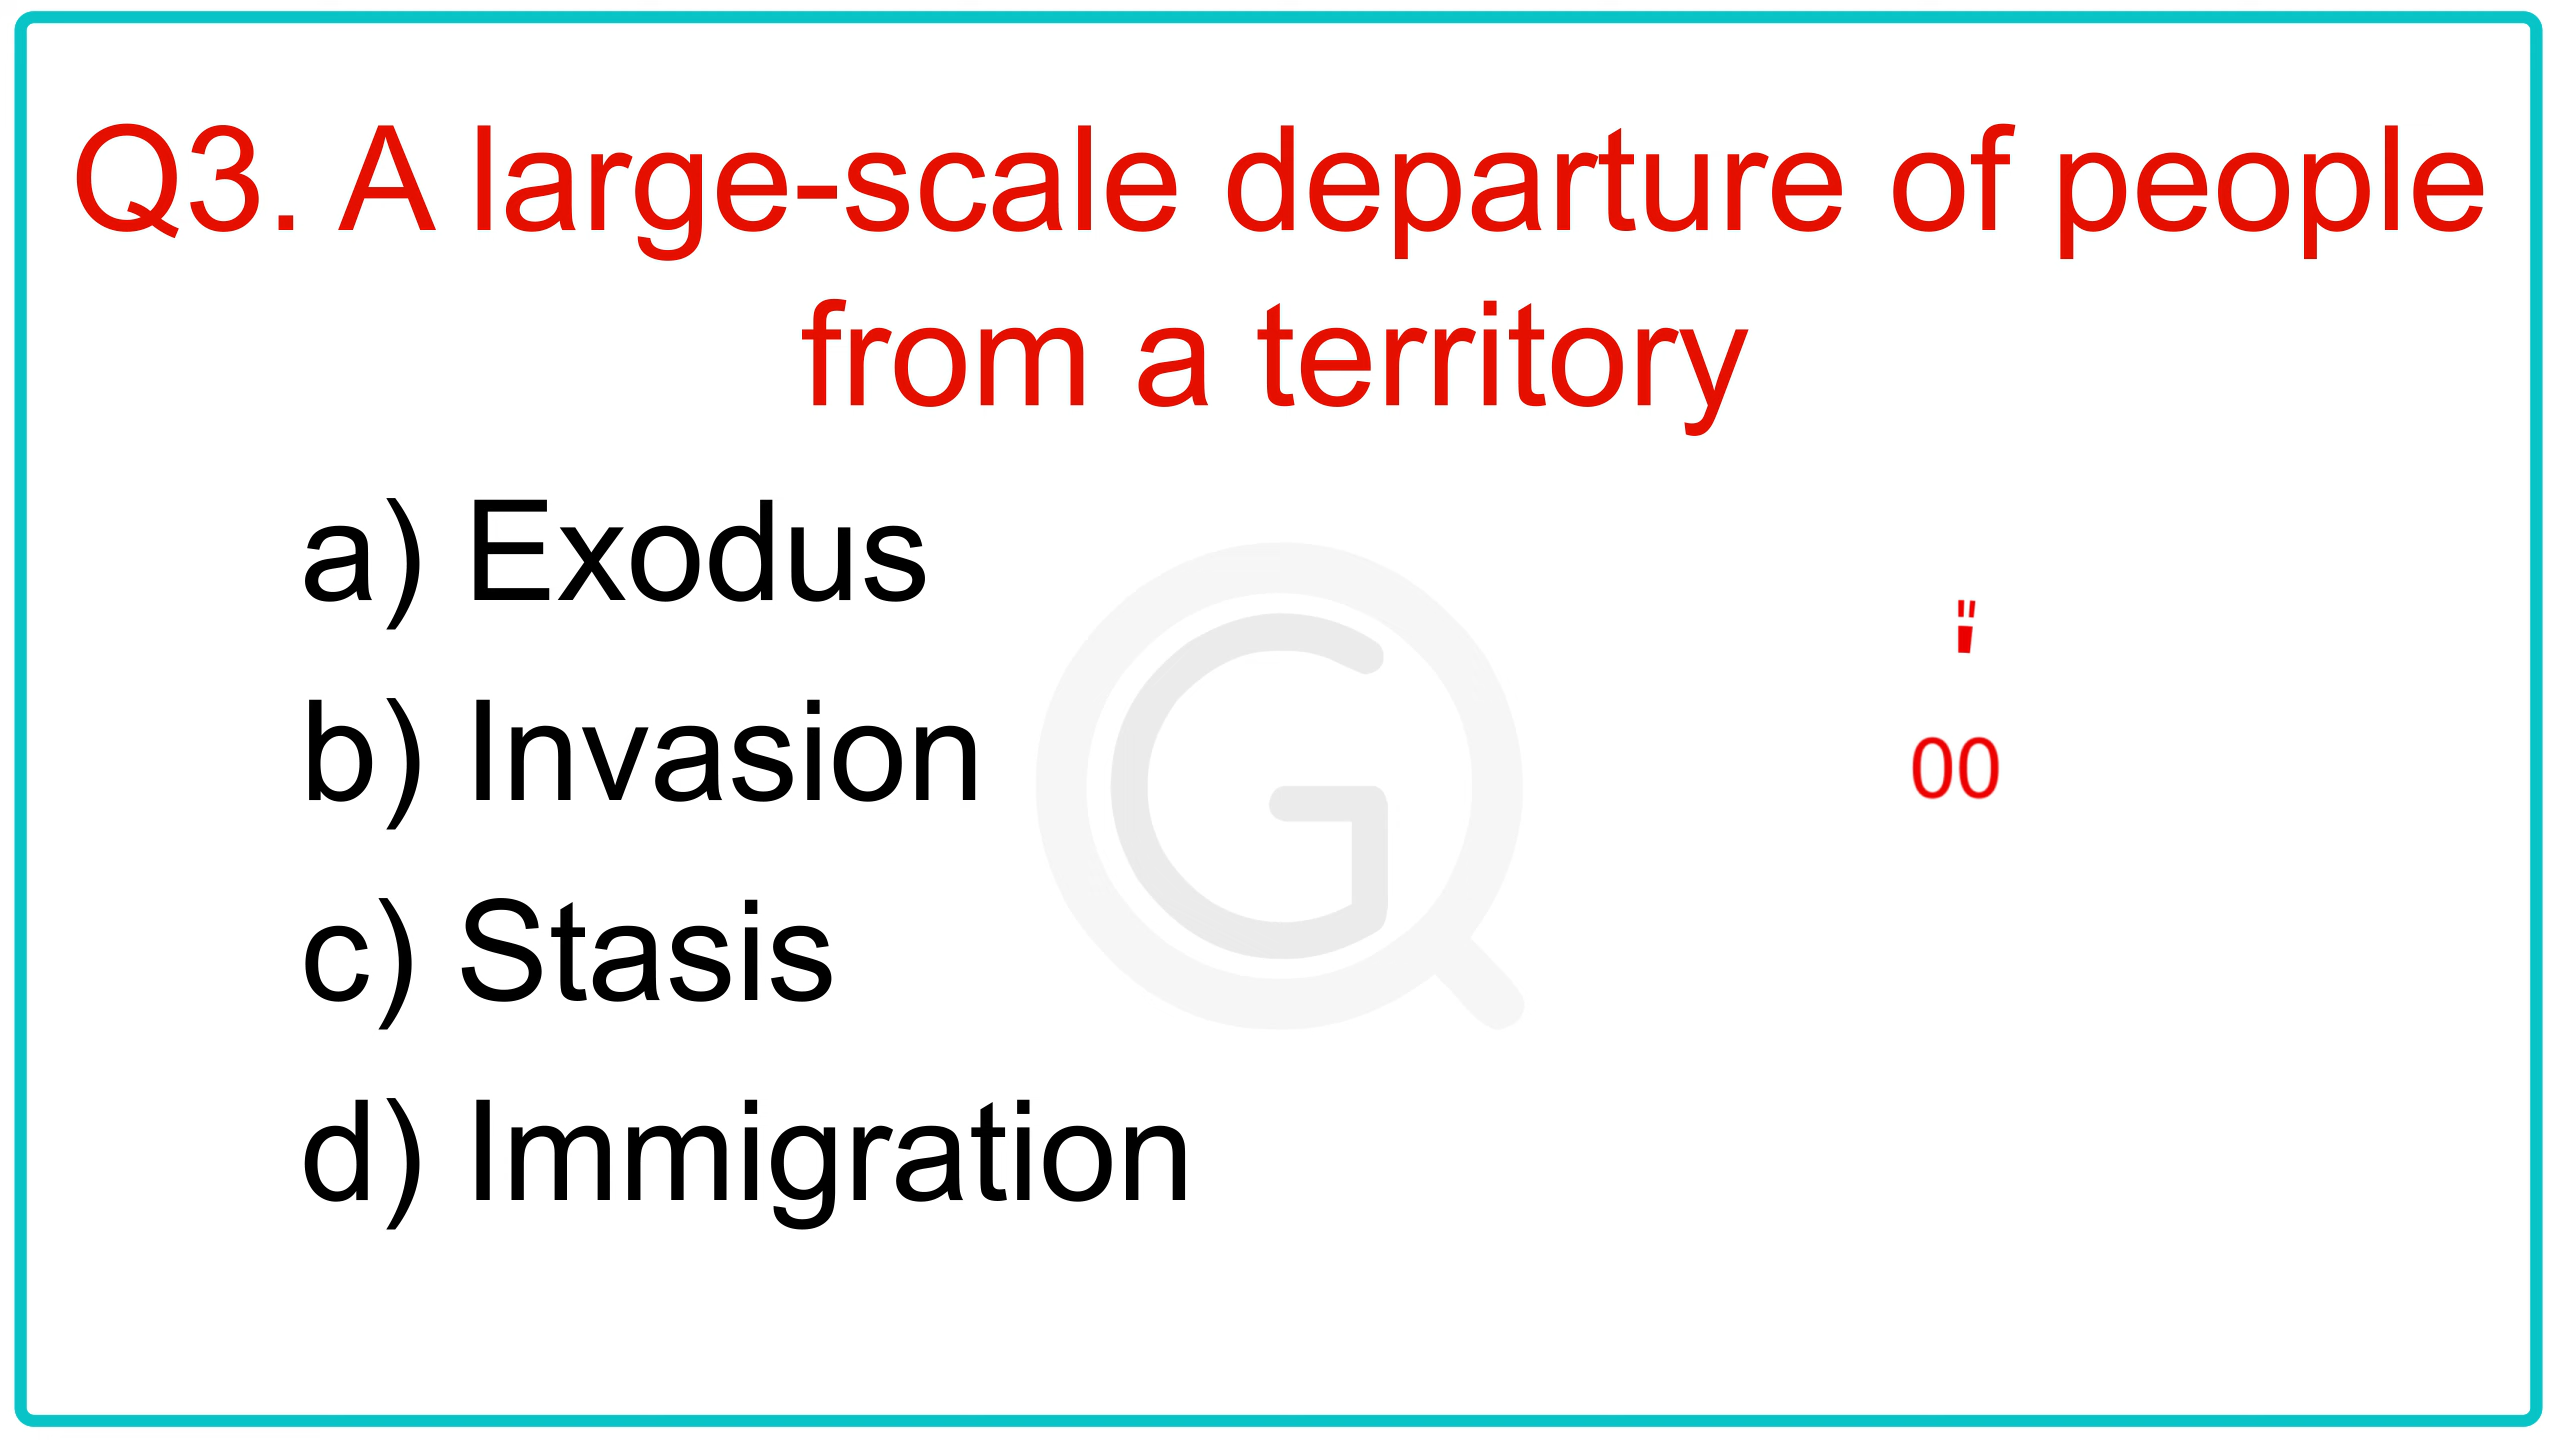 Q3. A large-scale departure of people
from a territory
a) Exodus
b) Invasion
c) Stasis
d) Immigration
00